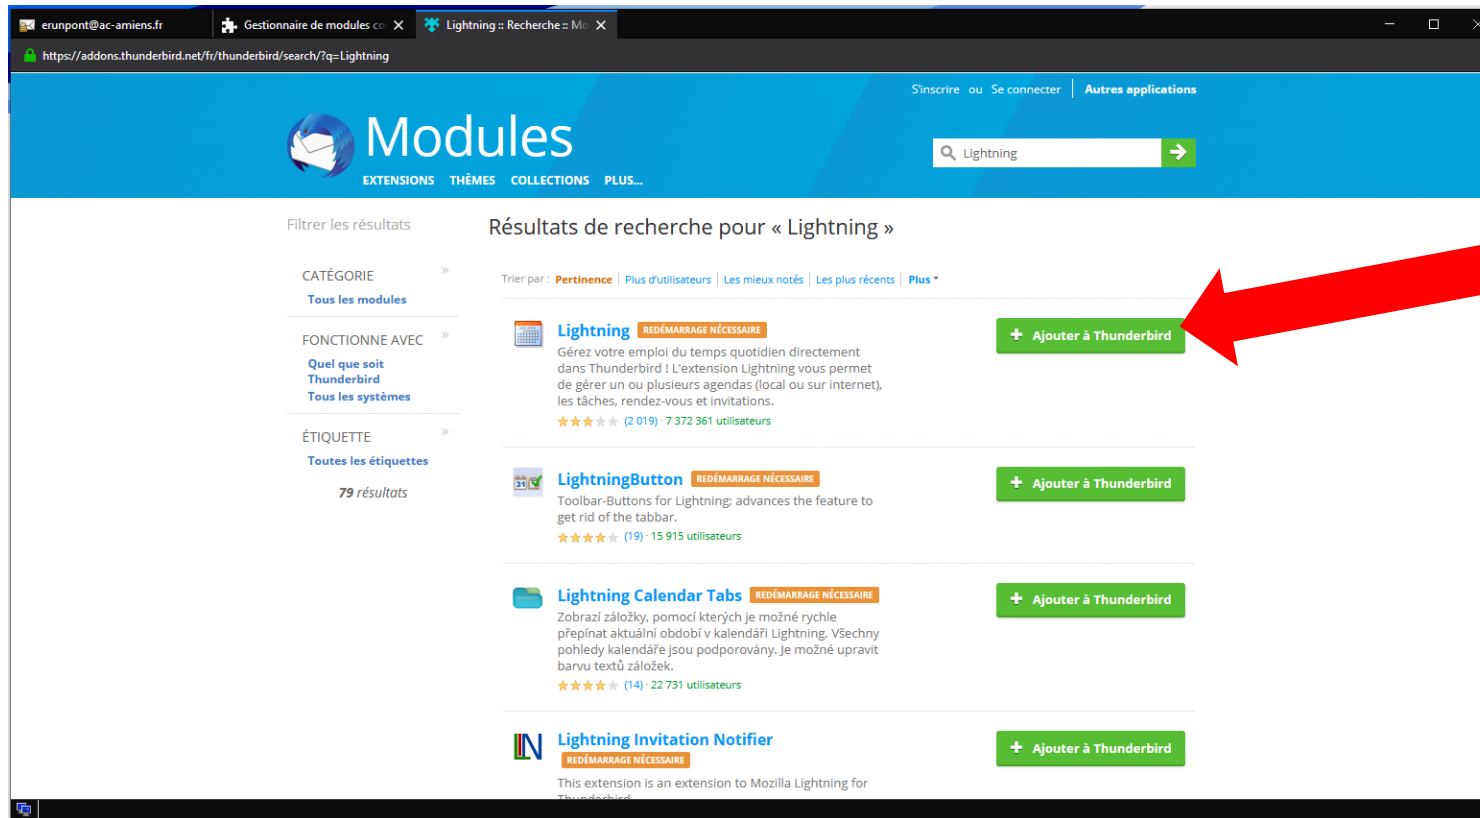 erunpont@ac-amiens.fr
Gestionnaire de modules co
Lightning :: Recherche :: Mo
https://addons.thunderbird.net/fr/thunderbird/search/?q=Lightning
S'inscrire ou Se connecter Autres applications
Modules
Lightning
EXTENSIONS THÈMES COLLECTIONS PLUS...
Filtrer les résultats
CATÉGORIE »
Tous les modules
FONCTIONNE AVEC »
Quel que soit
Thunderbird
Tous les systèmes
ÉTIQUETTE »
Toutes les étiquettes
79 résultats
Résultats de recherche pour « Lightning »
Trier par : Pertinence Plus d'utilisateurs Les mieux notés Les plus récents Plus
Lightning REDÉMARRAGE NÉCESSAIRE
Gérez votre emploi du temps quotidien directement
dans Thunderbird ! L'extension Lightning vous permet
de gérer un ou plusieurs agendas (local ou sur internet),
les tâches, rendez-vous et invitations.
(2 019) · 7 372 361 utilisateurs
+ Ajouter à Thunderbird
31
LightningButton REDÉMARRAGE NÉCESSAIRE
Toolbar-Buttons for Lightning; advances the feature to
get rid of the tabbar.
(19) · 15 915 utilisateurs
+ Ajouter à Thunderbird
Lightning Calendar Tabs REDÉMARRAGE NÉCESSAIRE
Zobrazí záložky, pomocí kterých je možné rychle
přepínat aktuální období v kalendáři Lightning. Všechny
pohledy kalendáře jsou podporovány. Je možné upravit
barvu textů záložek.
(14) · 22 731 utilisateurs
+ Ajouter à Thunderbird
LN
Lightning Invitation Notifier
REDÉMARRAGE NÉCESSAIRE
This extension is an extension to Mozilla Lightning for
Thunderbird
+ Ajouter à Thunderbird